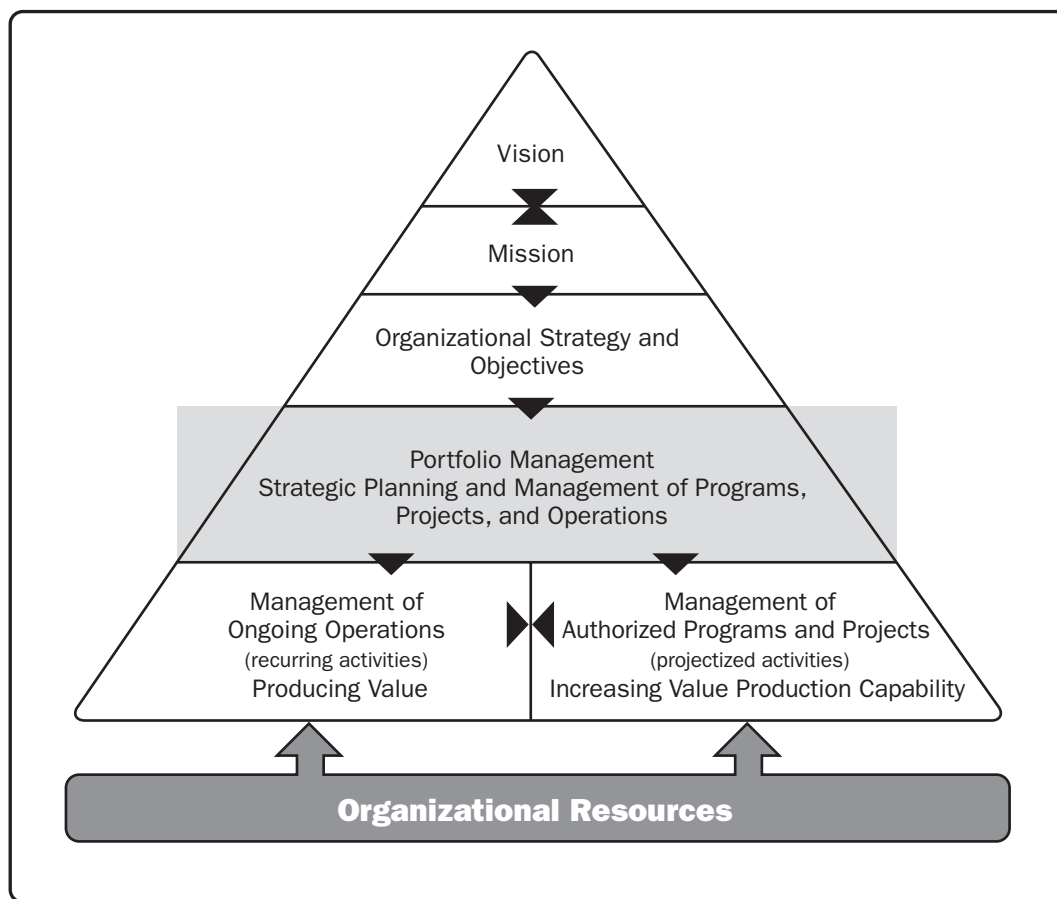 Vision
Mission
Organizational Strategy and
Objectives
Portfolio Management
Strategic Planning and Management of Programs,
Projects, and Operations
Management of
Ongoing Operations
(recurring activities)
Producing Value
Management of
Authorized Programs and Projects
(projectized activities)
Increasing Value Production Capability
Organizational Resources